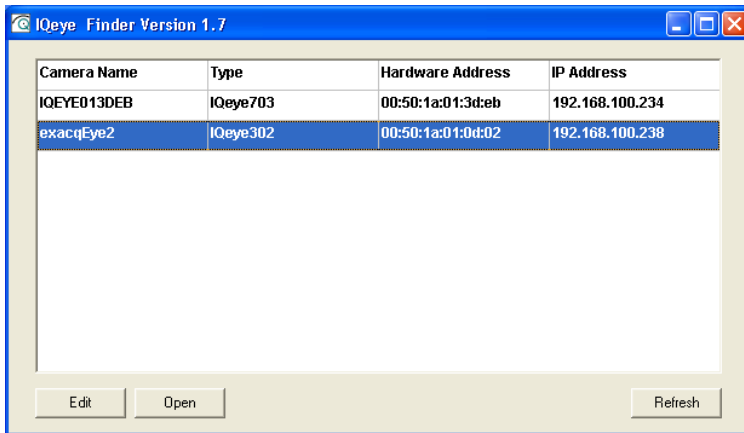 IQeye Finder Version 1.7
Camera Name Type Hardware Address IP Address
IQEYE013DEB IQeye703 00:50:1a:01:3d:eb 192.168.100.234
exacqEye2 IQeye302 00:50:1a:01:0d:02 192.168.100.238
Edit Open Refresh